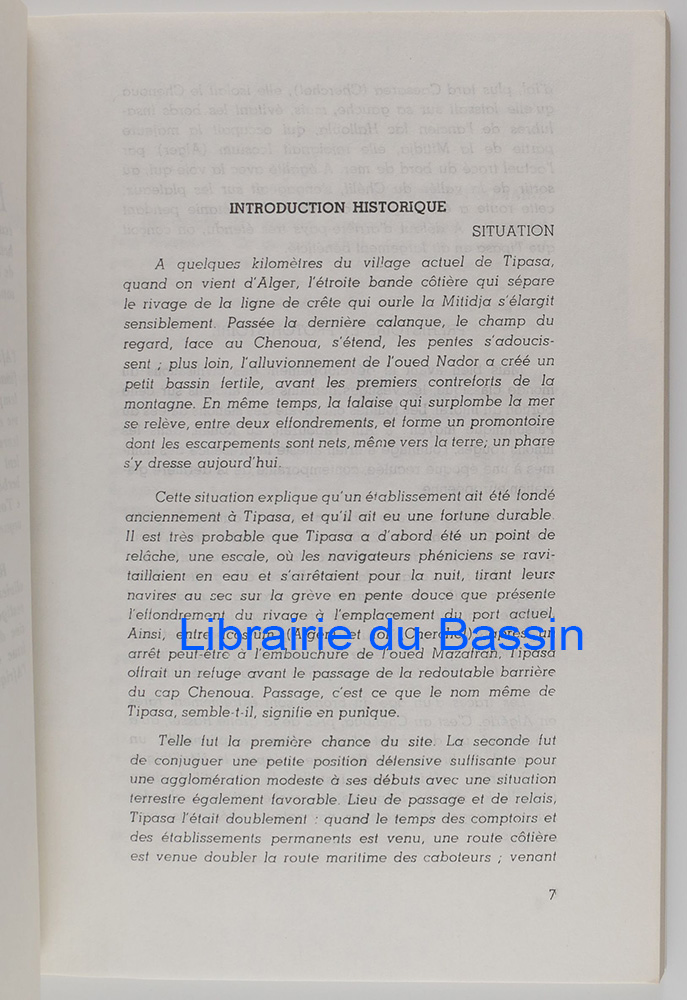 INTRODUCTION HISTORIQUE
SITUATION
A quelques kilomètres du village actuel de Tipasa,
quand on vient d'Alger, l'étroite bande côtière qui sépare
le rivage de la ligne de crête qui ourle la Mitidja s'élargit
sensiblement. Passée la dernière calanque, le champ du
regard, face au Chenoua, s'étend, les pentes s'adoucis-
sent ; plus loin, l'alluvionnement de l'oued Nador a créé un
petit bassin fertile, avant les premiers contreforts de la
montagne. En même temps, la falaise qui surplombe la mer
se relève, entre deux effondrements, et forme un promontoire
dont les escarpements sont nets, même vers la terre; un phare
s'y dresse aujourd'hui.
Cette situation explique qu'un établissement ait été fondé
anciennement à Tipasa, et qu'il ait eu une fortune durable.
Il est très probable que Tipasa a d'abord été un point de
relâche, une escale, où les navigateurs phéniciens se ravi-
taillaient en eau et s'arrêtaient pour la nuit, tirant leurs
navires au sec sur la grève en pente douce que présente
l'effondrement du rivage à l'emplacement du port actuel.
Ainsi, entre Icosium (Alger) et Iol (Cherchel), après un
arrêt peut-être à l'embouchure de l'oued Mazafran, Tipasa
offrait un refuge avant le passage de la redoutable barrière
du cap Chenoua. Passage, c'est ce que le nom même de
Tipasa, semble-t-il, signifie en punique.
Telle fut la première chance du site. La seconde fut
de conjuguer une petite position défensive suffisante pour
une agglomération modeste à ses débuts avec une situation
terrestre également favorable. Lieu de passage et de relais,
Tipasa l'était doublement : quand le temps des comptoirs et
des établissements permanents est venu, une route côtière
est venue doubler la route maritime des caboteurs ; venant
7
Librairie du Bassin